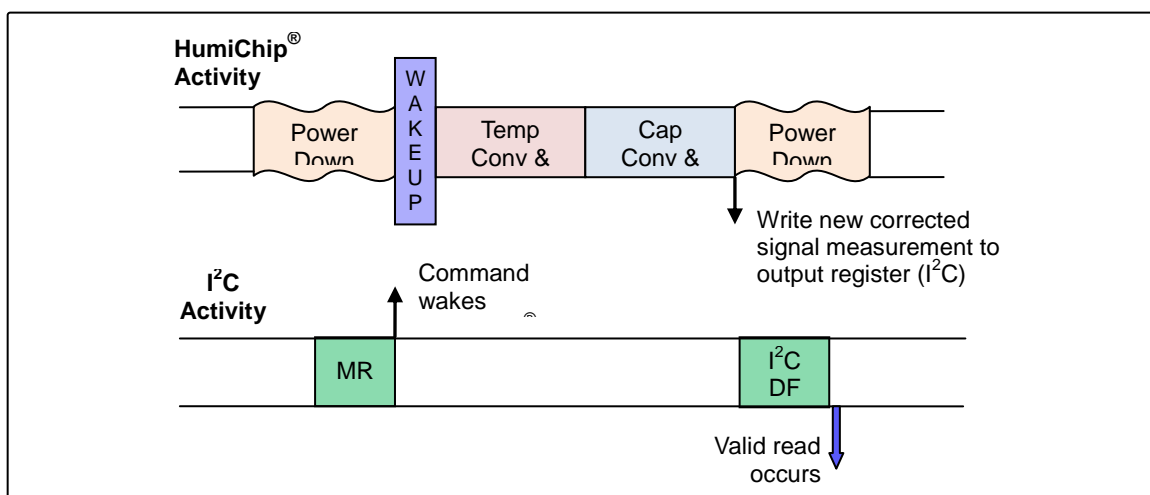 HumiChip®
Activity
W
A
K
E
U
P
Power
Down
Temp
Conv &
Cap
Conv &
Power
Down
Write new corrected
signal measurement to
output register (I²C)
I²C
Activity
Command
wakes
®
MR
I²C
DF
Valid read
occurs